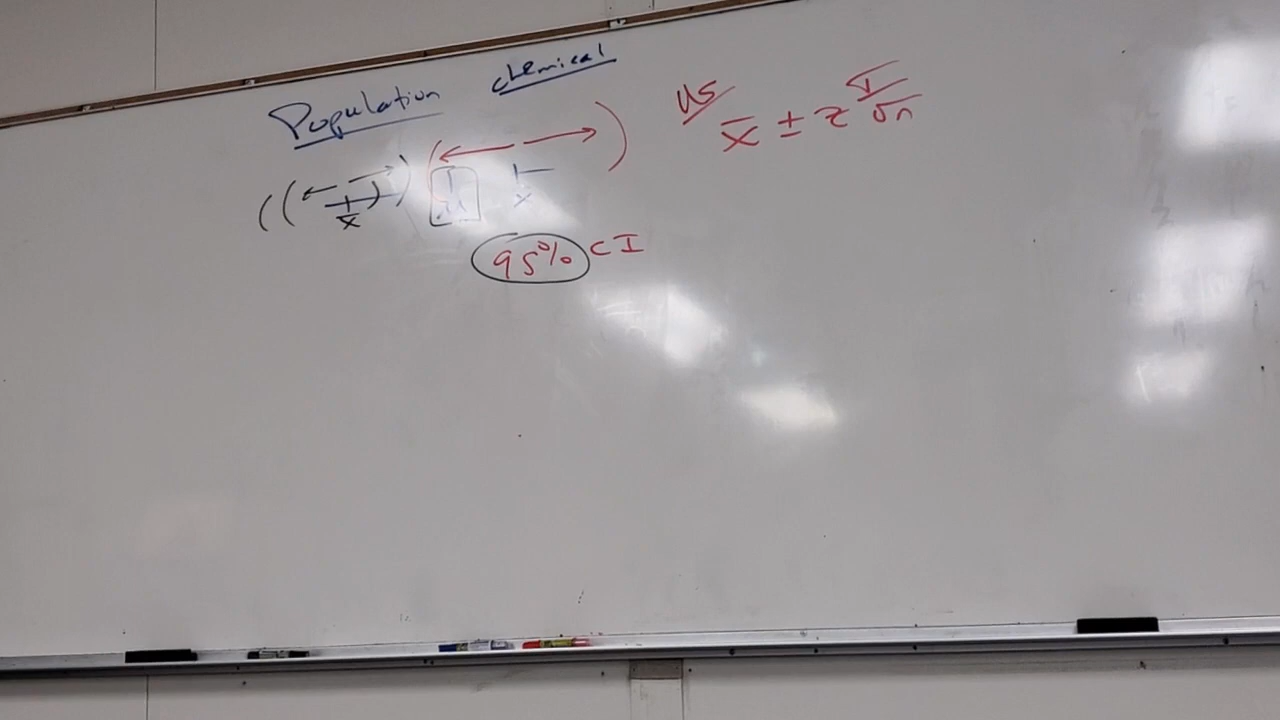 Population chemical
us x̄ ± z σ/√n
( ( x̄ ) ) ( μ x̄ )
95% CI